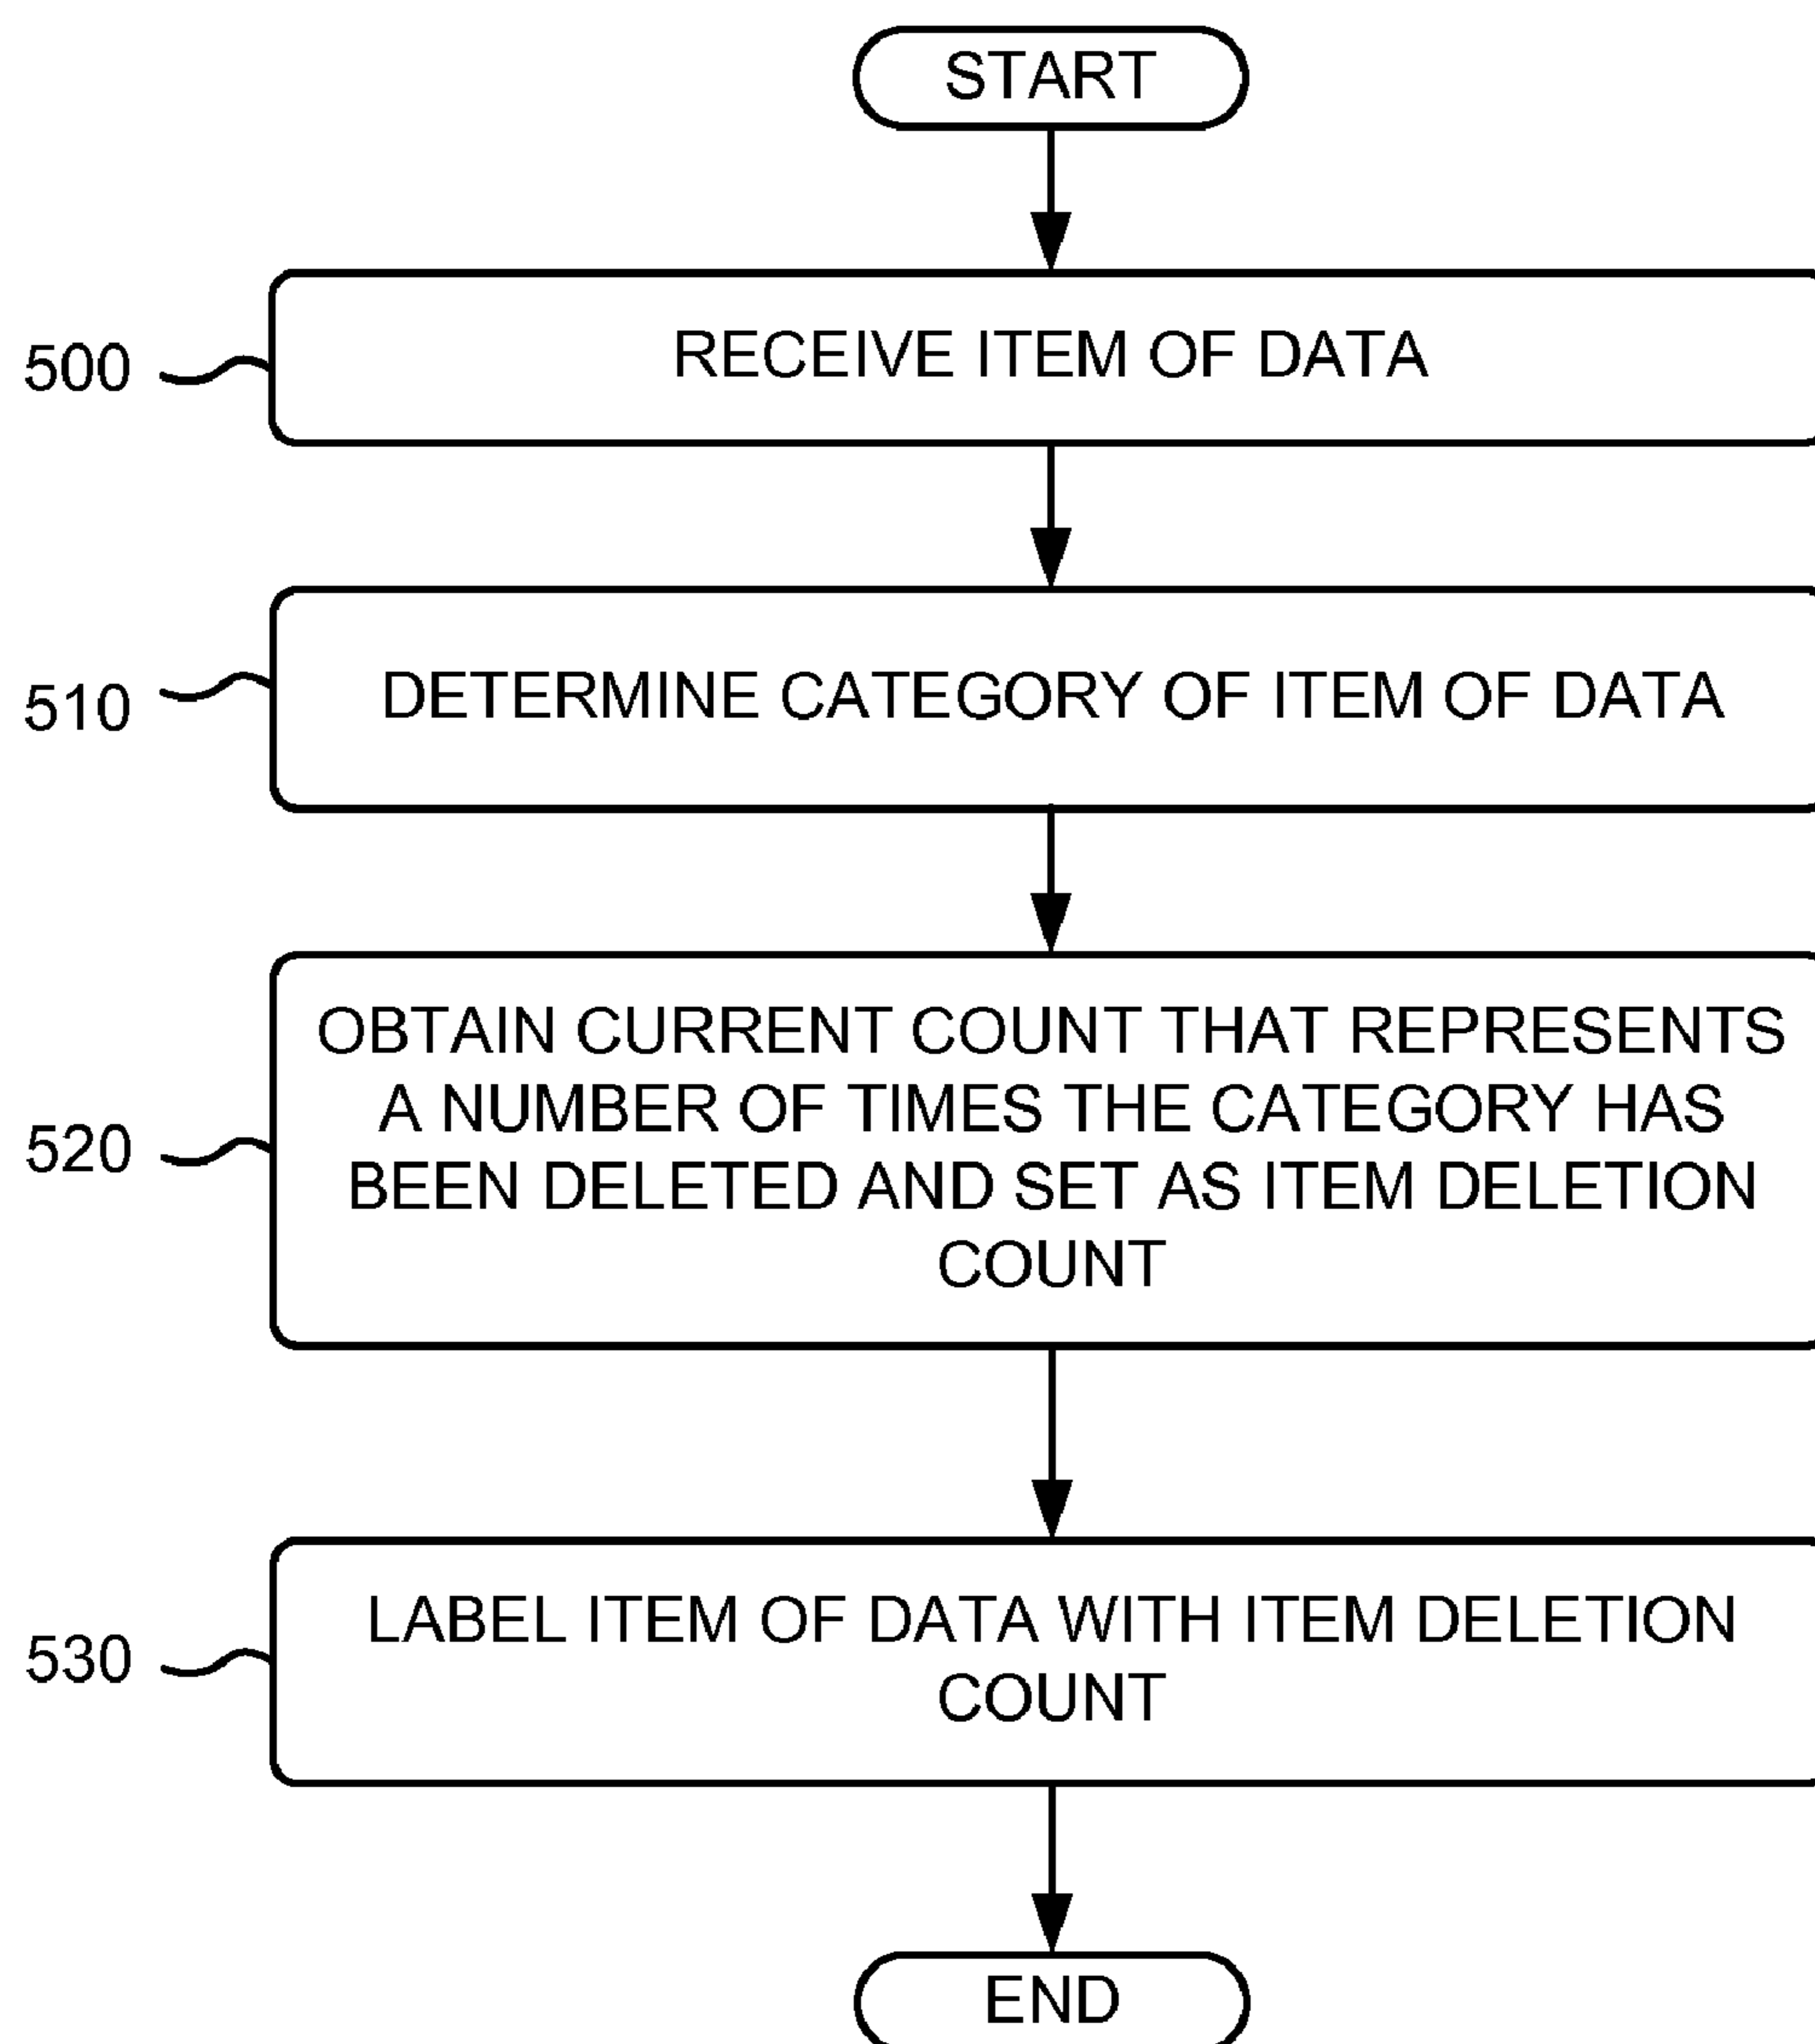 START
500
RECEIVE ITEM OF DATA
510
DETERMINE CATEGORY OF ITEM OF DATA
520
OBTAIN CURRENT COUNT THAT REPRESENTS
A NUMBER OF TIMES THE CATEGORY HAS
BEEN DELETED AND SET AS ITEM DELETION
COUNT
530
LABEL ITEM OF DATA WITH ITEM DELETION
COUNT
END